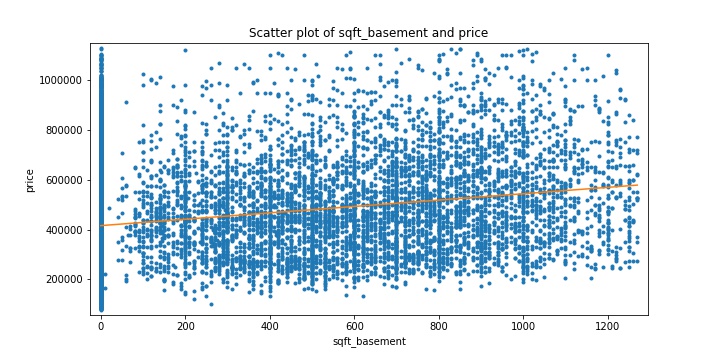 Scatter plot of sqft_basement and price
price
1000000
800000
600000
400000
200000
0 200 400 600 800 1000 1200
sqft_basement